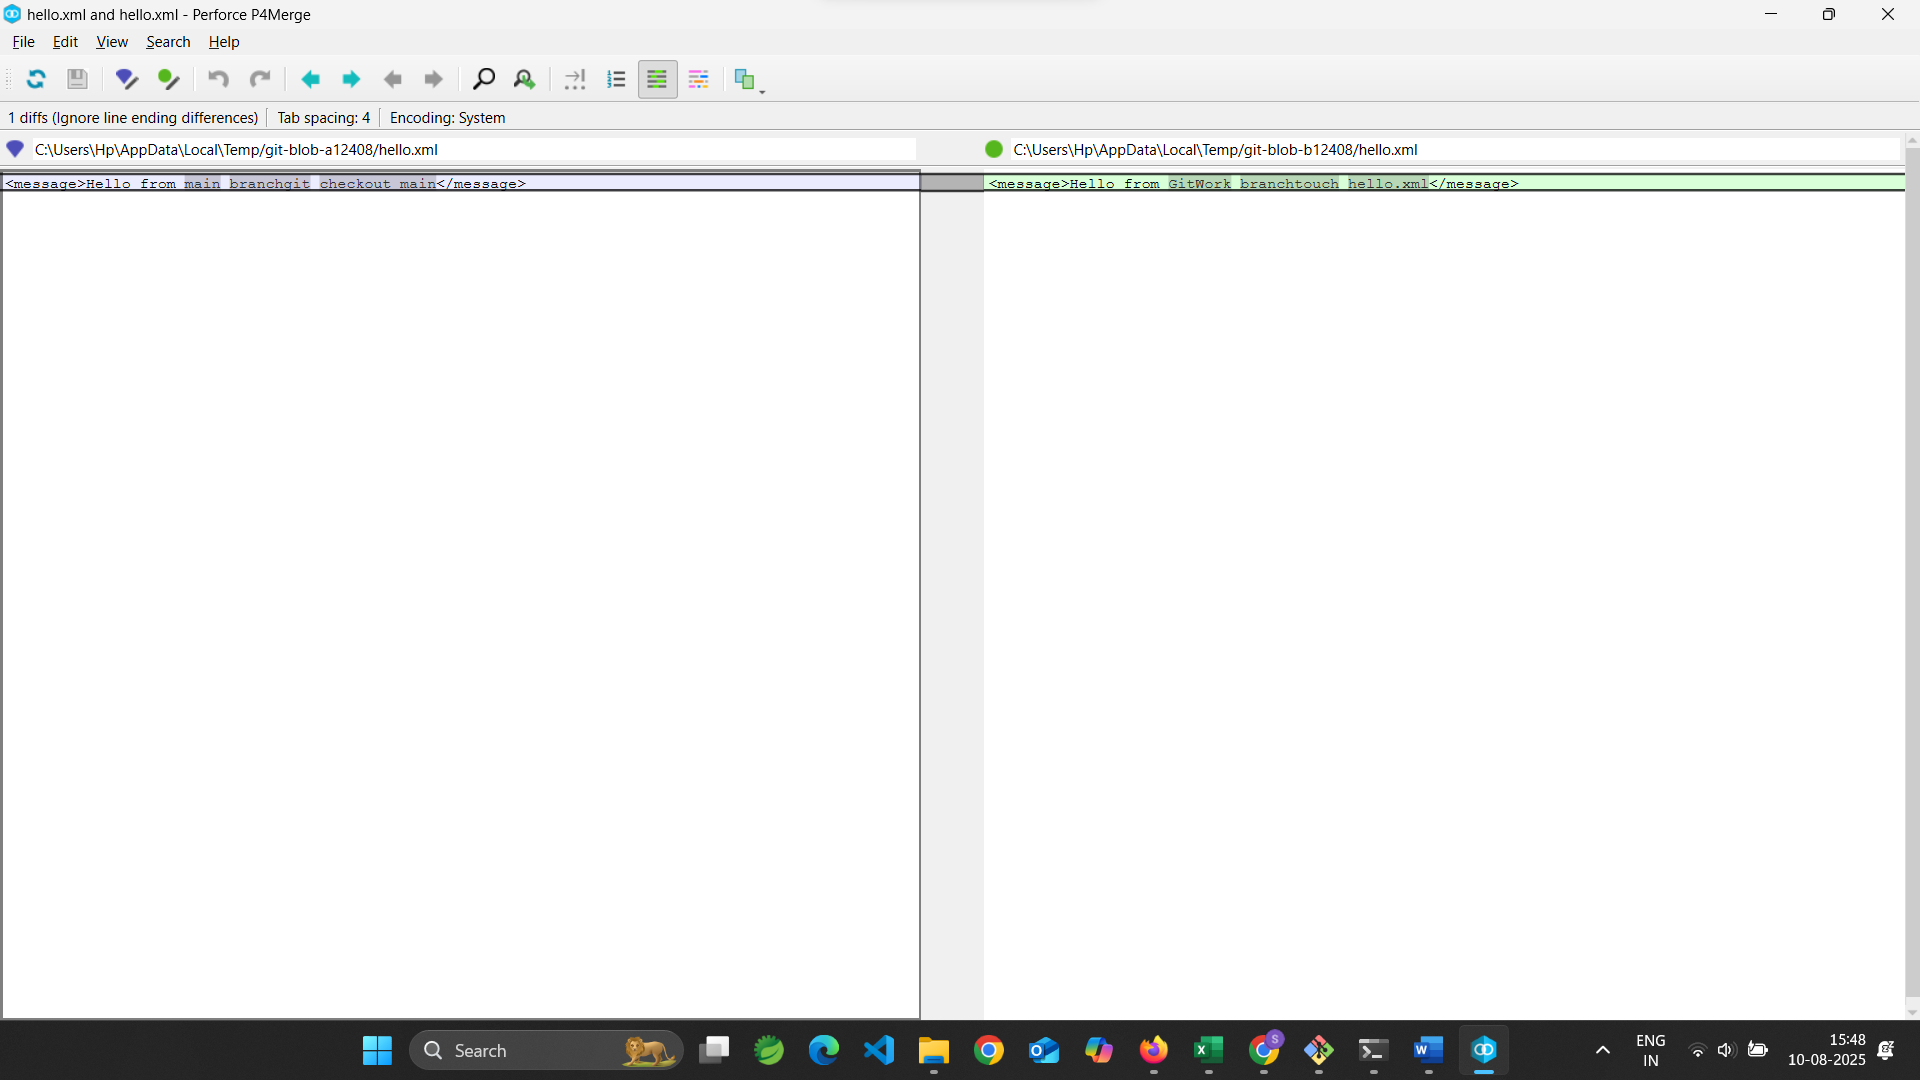 hello.xml and hello.xml - Perforce P4Merge
File Edit View Search Help
1 diffs (Ignore line ending differences) Tab spacing: 4 Encoding: System
C:\Users\Hp\AppData\Local\Temp/git-blob-a12408/hello.xml
C:\Users\Hp\AppData\Local\Temp/git-blob-b12408/hello.xml
<message>Hello from main branchgit checkout main</message>
<message>Hello from GitWork branchtouch hello.xml</message>
Search
S
ENG
IN
15:48
10-08-2025